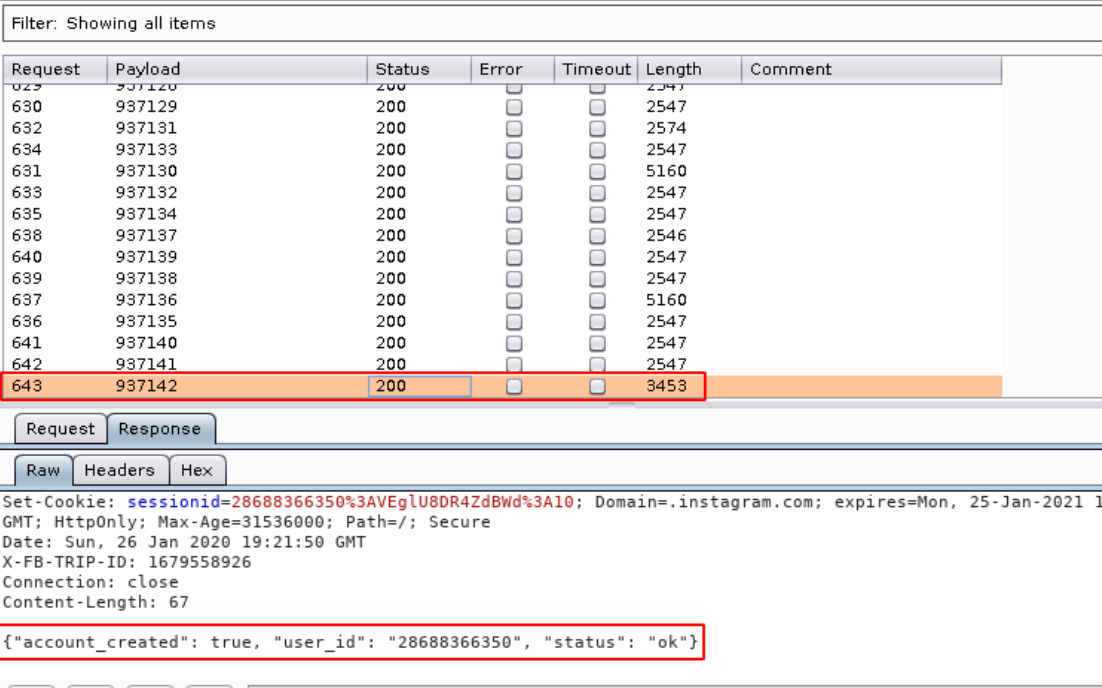 Filter: Showing all items
Request Payload Status Error Timeout Length Comment
630 937129 200 2547
632 937131 200 2574
634 937133 200 2547
631 937130 200 5160
633 937132 200 2547
635 937134 200 2547
638 937137 200 2546
640 937139 200 2547
639 937138 200 2547
637 937136 200 5160
636 937135 200 2547
641 937140 200 2547
642 937141 200 2547
643 937142 200 3453
Request Response
Raw Headers Hex
Set-Cookie: sessionid=28688366350%3AVEglU8DR4ZdBWd%3A10; Domain=.instagram.com; expires=Mon, 25-Jan-2021 1
GMT; HttpOnly; Max-Age=31536000; Path=/; Secure
Date: Sun, 26 Jan 2020 19:21:50 GMT
X-FB-TRIP-ID: 1679558926
Connection: close
Content-Length: 67
{"account_created": true, "user_id": "28688366350", "status": "ok"}